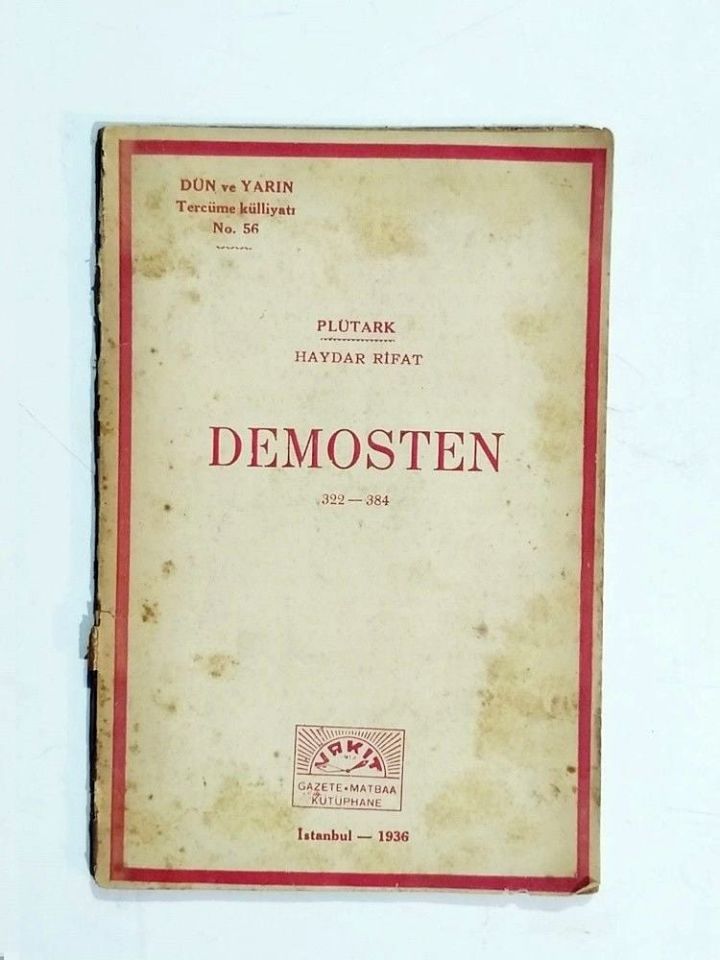 DÜN ve YARIN
Tercüme külliyatı
No. 56
PLÜTARK
HAYDAR RİFAT
DEMOSTEN
322 — 384
VAKIT
GAZETE • MATBAA
KÜTÜPHANE
İstanbul — 1936